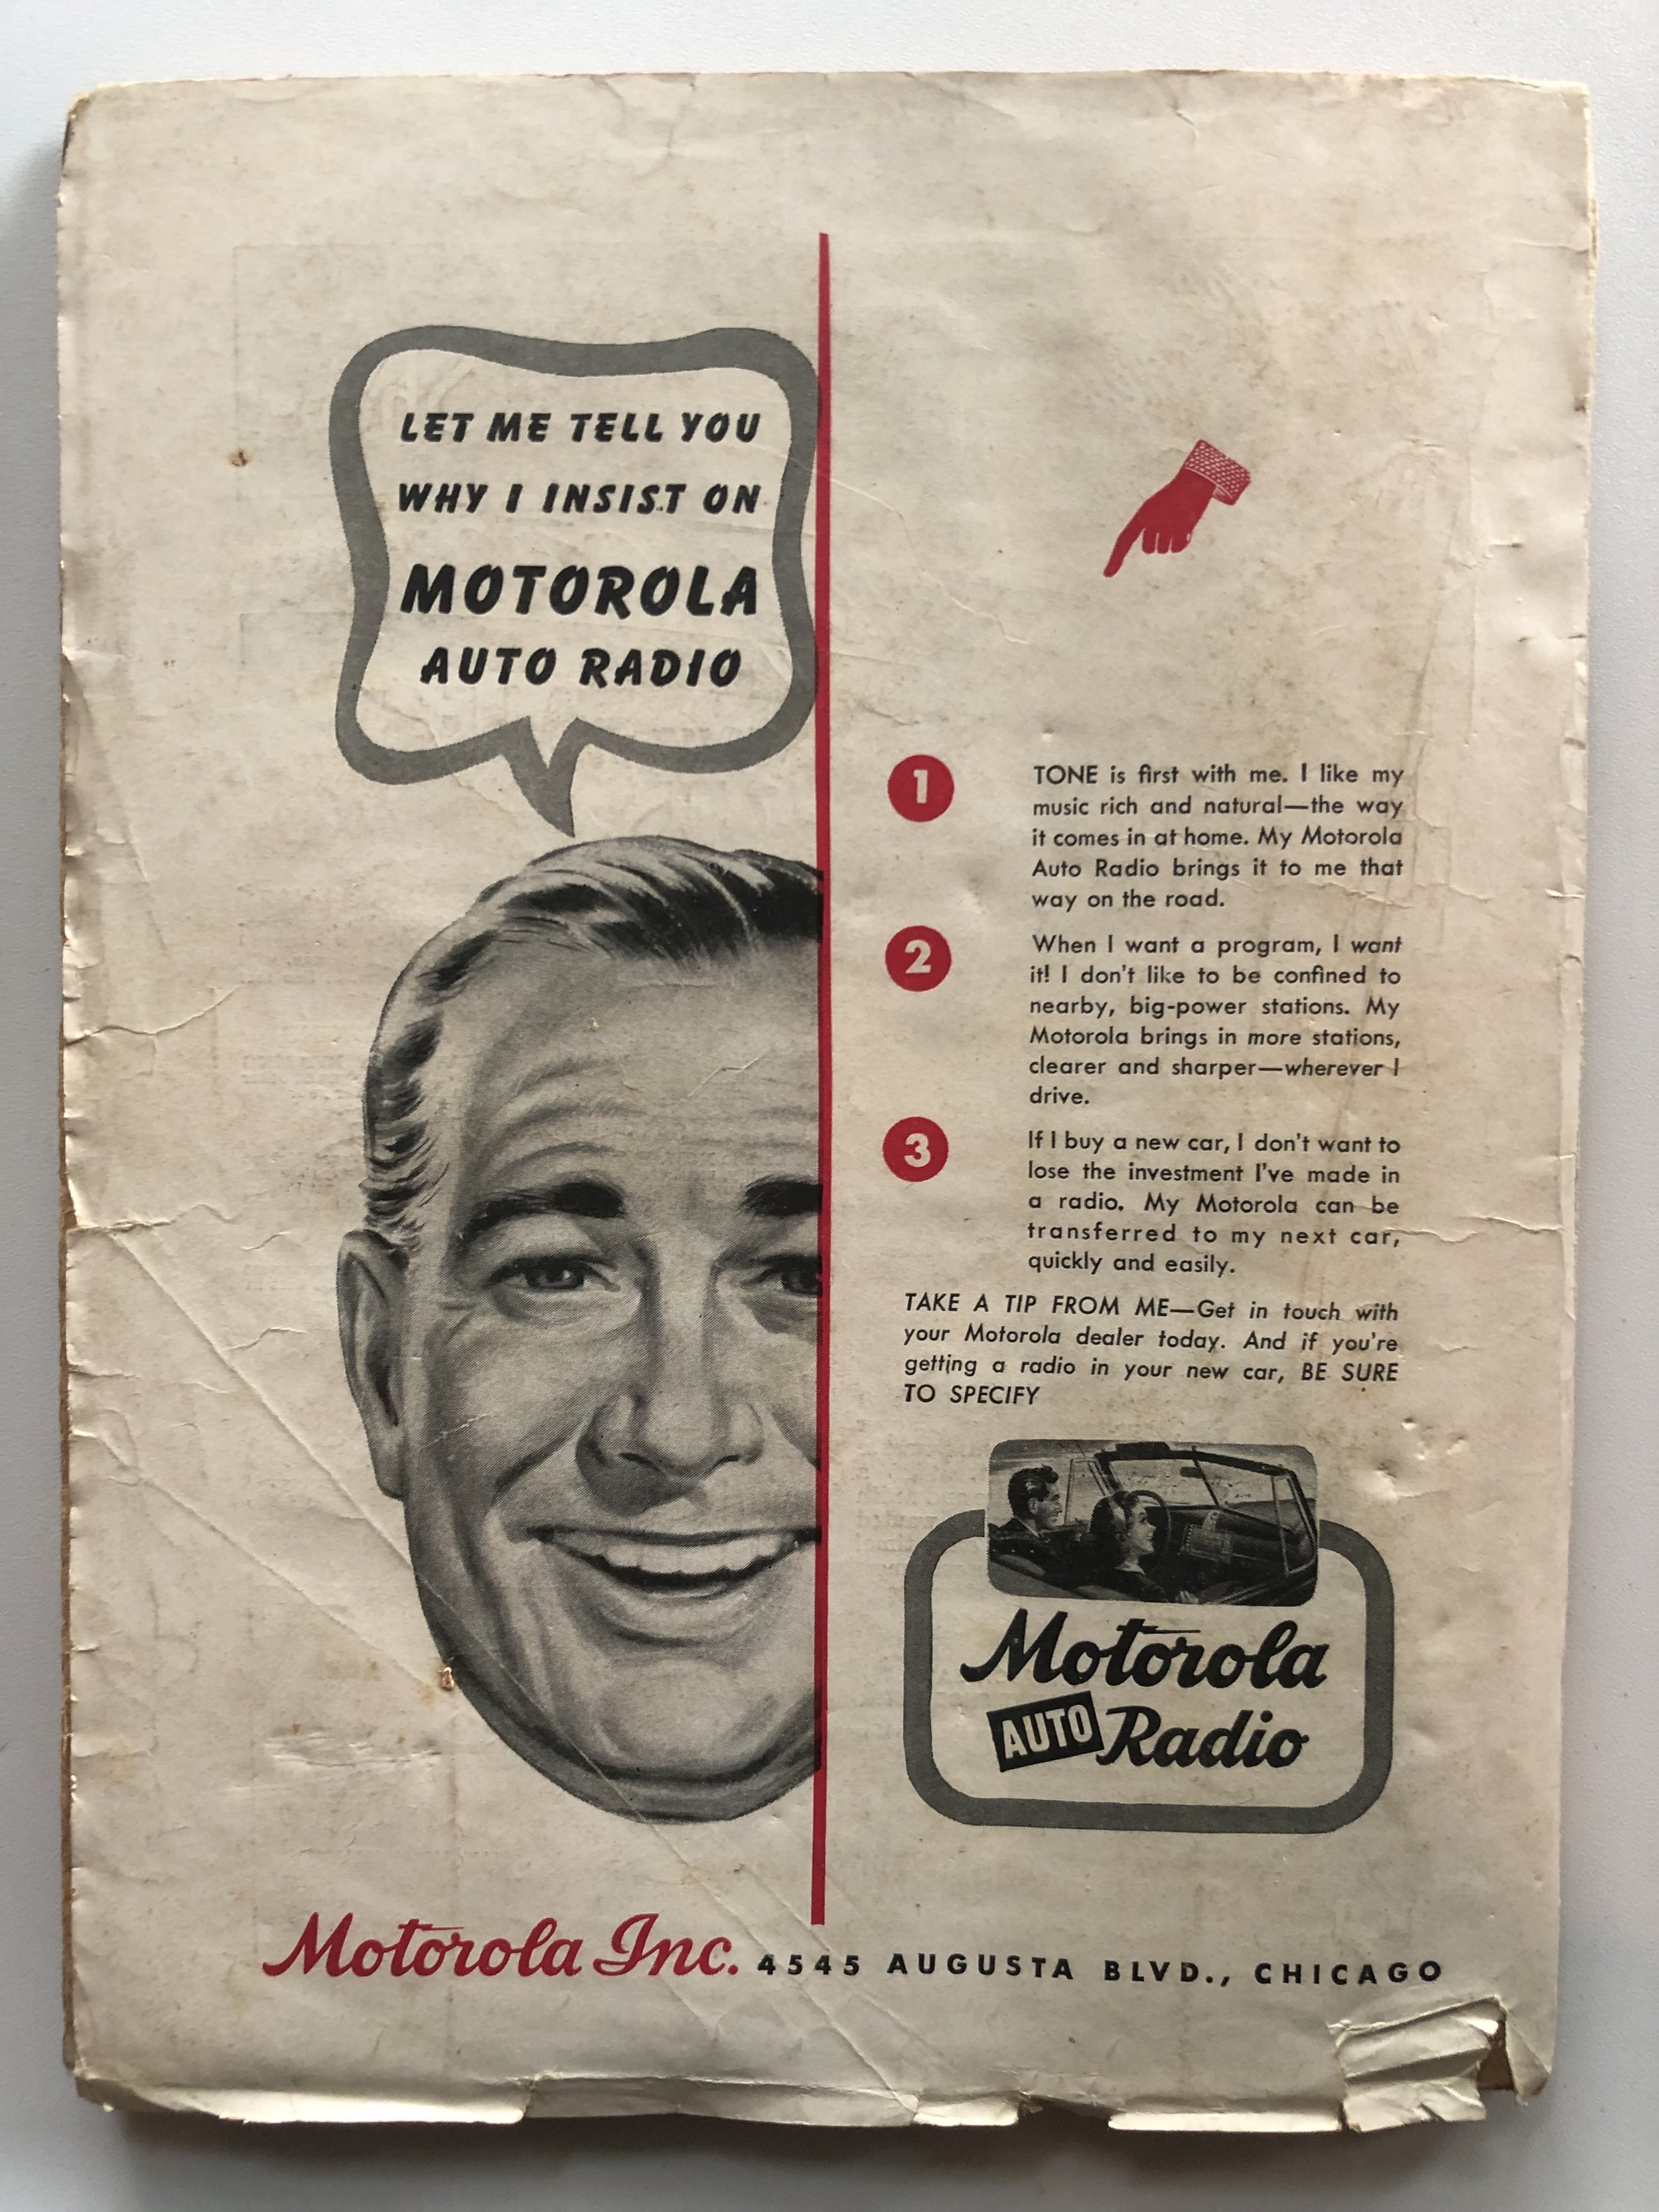 LET ME TELL YOU
WHY I INSIST ON
MOTOROLA
AUTO RADIO
1
TONE is first with me. I like my
music rich and natural—the way
it comes in at home. My Motorola
Auto Radio brings it to me that
way on the road.
2
When I want a program, I want
it! I don't like to be confined to
nearby, big-power stations. My
Motorola brings in more stations,
clearer and sharper—wherever I
drive.
3
If I buy a new car, I don't want to
lose the investment I've made in
a radio. My Motorola can be
transferred to my next car,
quickly and easily.
TAKE A TIP FROM ME—Get in touch with
your Motorola dealer today. And if you're
getting a radio in your new car, BE SURE
TO SPECIFY
Motorola
AUTO Radio
Motorola Inc. 4545 AUGUSTA BLVD., CHICAGO